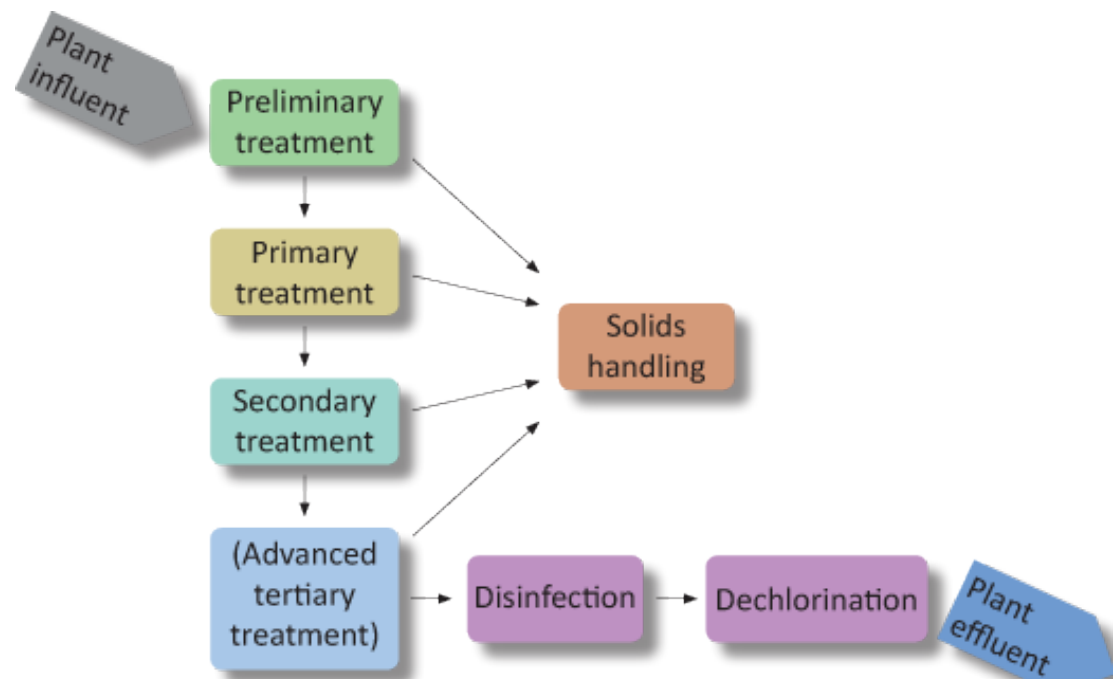 Plant
influent
Preliminary
treatment
Primary
treatment
Solids
handling
Secondary
treatment
(Advanced
tertiary
treatment)
Disinfection
Dechlorination
Plant
effluent